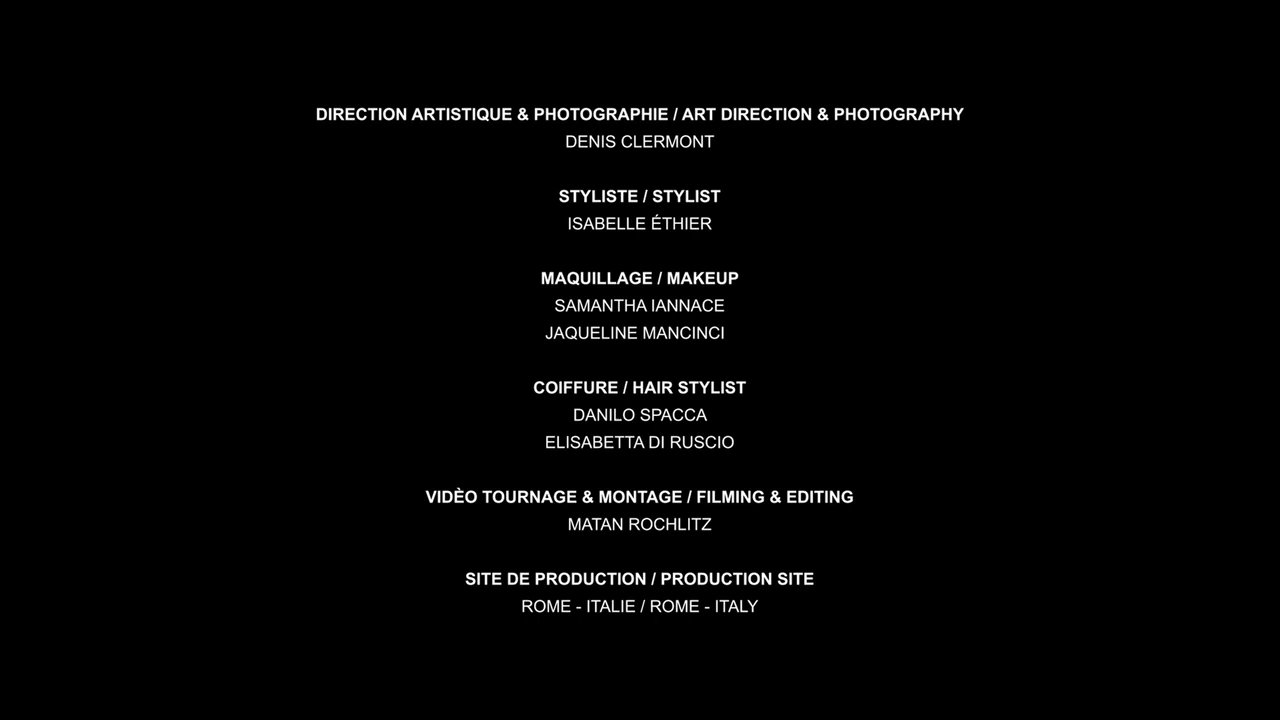 DIRECTION ARTISTIQUE & PHOTOGRAPHIE / ART DIRECTION & PHOTOGRAPHY
DENIS CLERMONT
STYLISTE / STYLIST
ISABELLE ÉTHIER
MAQUILLAGE / MAKEUP
SAMANTHA IANNACE
JAQUELINE MANCINCI
COIFFURE / HAIR STYLIST
DANILO SPACCA
ELISABETTA DI RUSCIO
VIDÈO TOURNAGE & MONTAGE / FILMING & EDITING
MATAN ROCHLITZ
SITE DE PRODUCTION / PRODUCTION SITE
ROME - ITALIE / ROME - ITALY